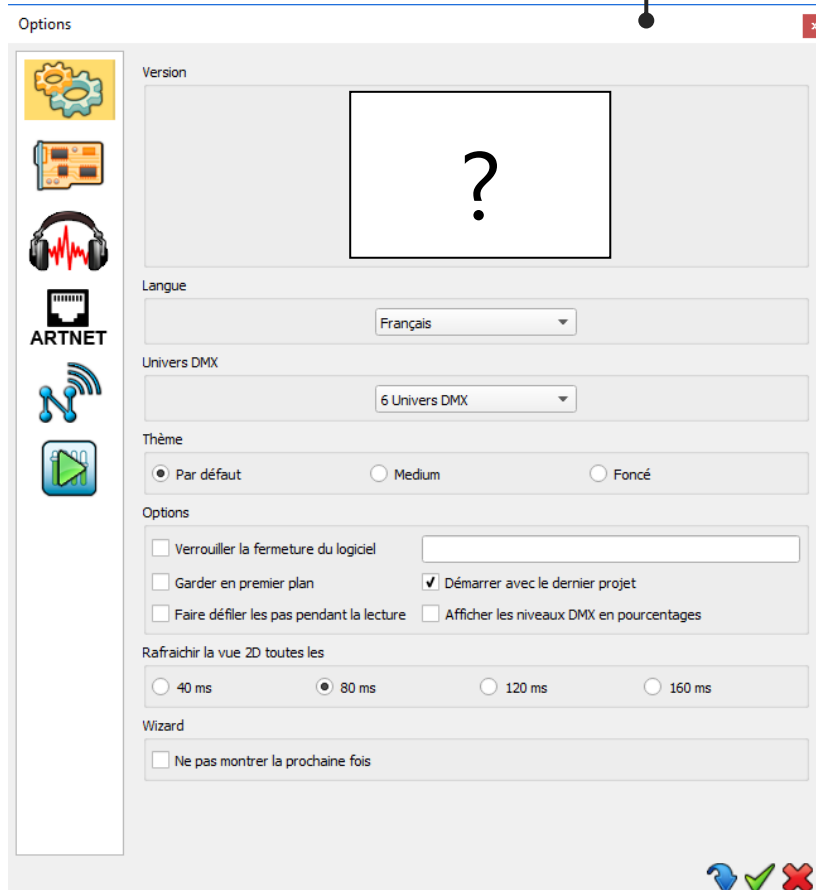 Options
Version
?
Langue
Français
ARTNET
Univers DMX
6 Univers DMX
Thème
Par défaut Medium Foncé
Options
Verrouiller la fermeture du logiciel
Garder en premier plan Démarrer avec le dernier projet
Faire défiler les pas pendant la lecture Afficher les niveaux DMX en pourcentages
Rafraichir la vue 2D toutes les
40 ms 80 ms 120 ms 160 ms
Wizard
Ne pas montrer la prochaine fois